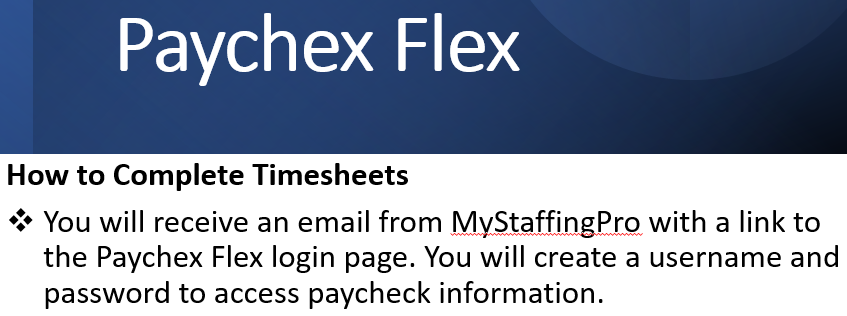 Paychex Flex
How to Complete Timesheets
❖ You will receive an email from MyStaffingPro with a link to
the Paychex Flex login page. You will create a username and
password to access paycheck information.